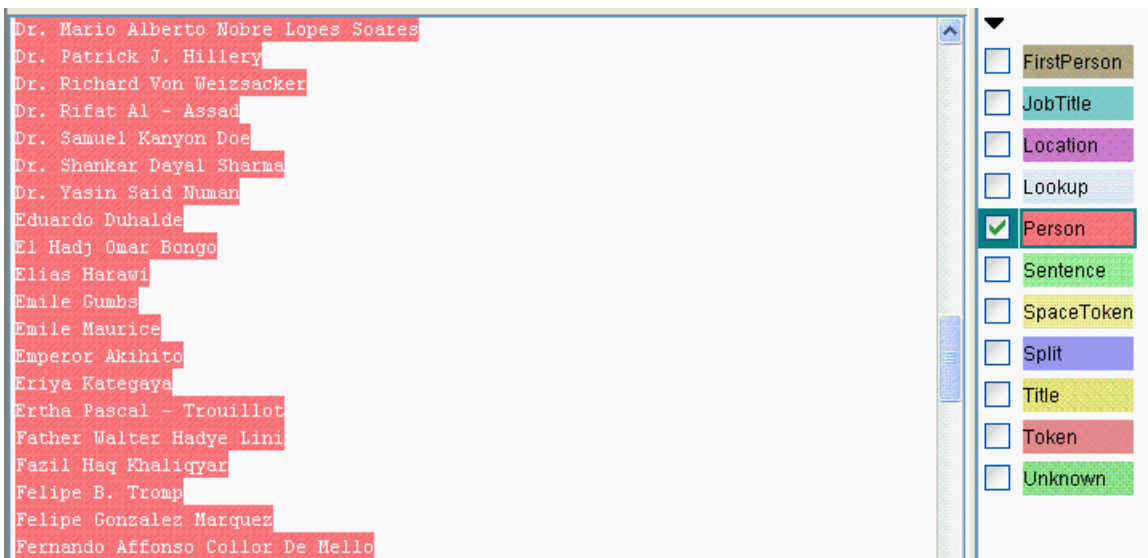 Dr. Mario Alberto Nobre Lopes Soares
Dr. Patrick J. Hillery
Dr. Richard Von Weizsacker
Dr. Rifat Al - Assad
Dr. Samuel Kanyon Doe
Dr. Shankar Dayal Sharma
Dr. Yasin Said Numan
Eduardo Duhalde
El Hadj Omar Bongo
Elias Harawi
Emile Gumbs
Emile Maurice
Emperor Akihito
Eriya Kategaya
Ertha Pascal - Trouillot
Father Walter Hadye Lini
Fazil Haq Khaliqyar
Felipe B. Tromp
Felipe Gonzalez Marquez
Fernando Affonso Collor De Mello
FirstPerson
JobTitle
Location
Lookup
Person
Sentence
SpaceToken
Split
Title
Token
Unknown